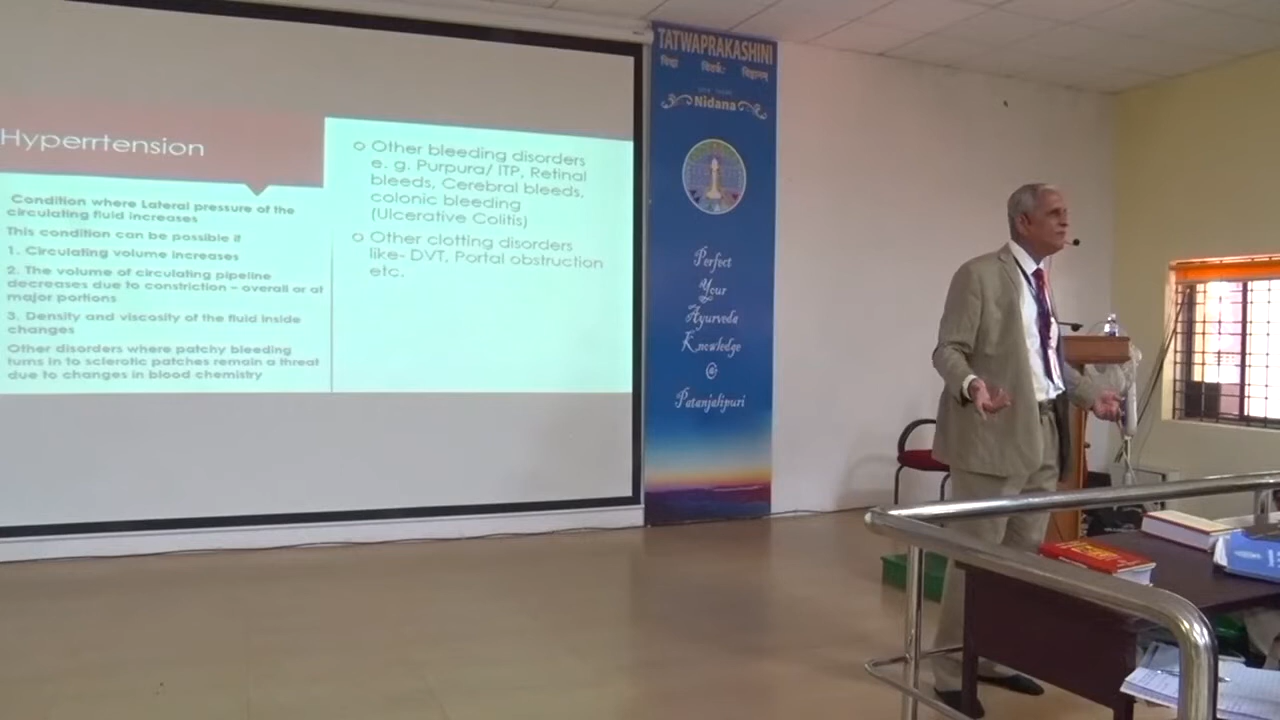 Hyperrtension
Condition where Lateral pressure of the
circulating fluid increases
This condition can be possible if
1. Circulating volume increases
2. The volume of circulating pipeline
decreases due to constriction – overall or at
major portions
3. Density and viscosity of the fluid inside
changes
Other disorders where patchy bleeding
turns in to sclerotic patches remain a threat
due to changes in blood chemistry
Other bleeding disorders
e. g. Purpura/ ITP, Retinal
bleeds, Cerebral bleeds,
colonic bleeding
(Ulcerative Colitis)
Other clotting disorders
like- DVT, Portal obstruction
etc.
TATWAPRAKASHINI
विद्या वितर्कः विज्ञानम्
Nidana
Perfect
Your
Ayurveda
Knowledge
@
Patanjalipuri